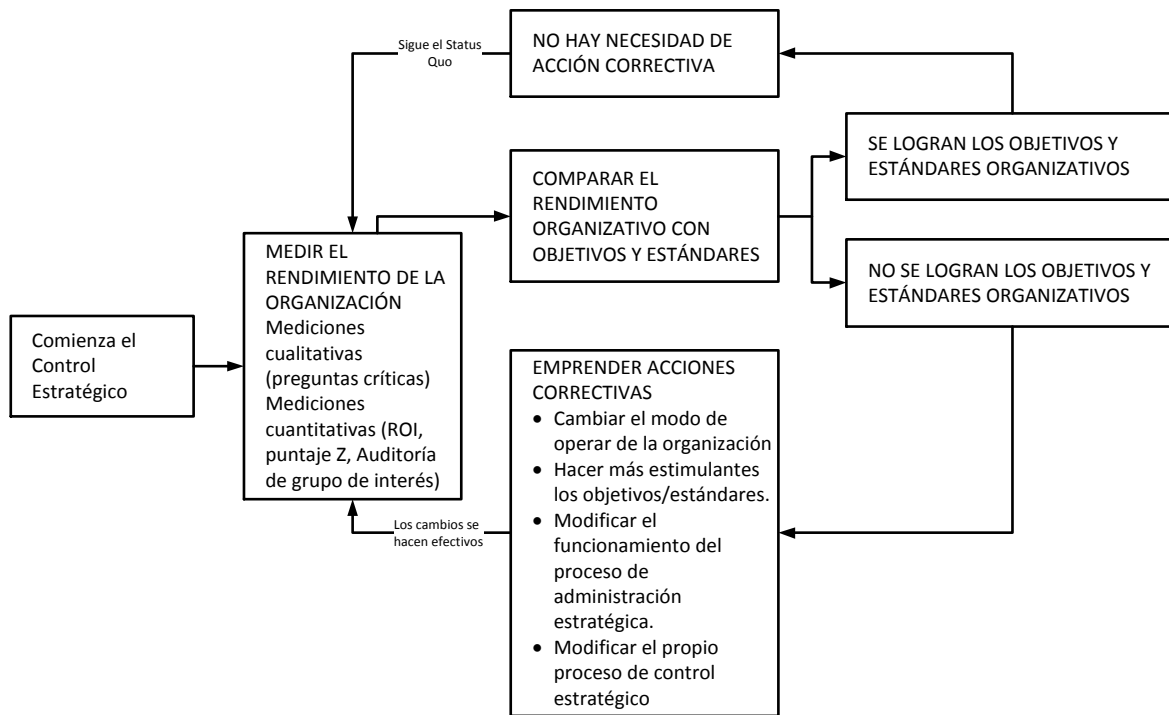 Comienza el
Control
Estratégico
MEDIR EL
RENDIMIENTO DE LA
ORGANIZACIÓN
Mediciones
cualitativas
(preguntas críticas)
Mediciones
cuantitativas (ROI,
puntaje Z, Auditoría
de grupo de interés)
Sigue el Status
Quo
NO HAY NECESIDAD DE
ACCIÓN CORRECTIVA
COMPARAR EL
RENDIMIENTO
ORGANIZATIVO CON
OBJETIVOS Y ESTÁNDARES
SE LOGRAN LOS OBJETIVOS Y
ESTÁNDARES ORGANIZATIVOS
NO SE LOGRAN LOS OBJETIVOS Y
ESTÁNDARES ORGANIZATIVOS
EMPRENDER ACCIONES
CORRECTIVAS
• Cambiar el modo de
operar de la organización
• Hacer más estimulantes
los objetivos/estándares.
• Modificar el
funcionamiento del
proceso de
administración
estratégica.
• Modificar el propio
proceso de control
estratégico
Los cambios se
hacen efectivos